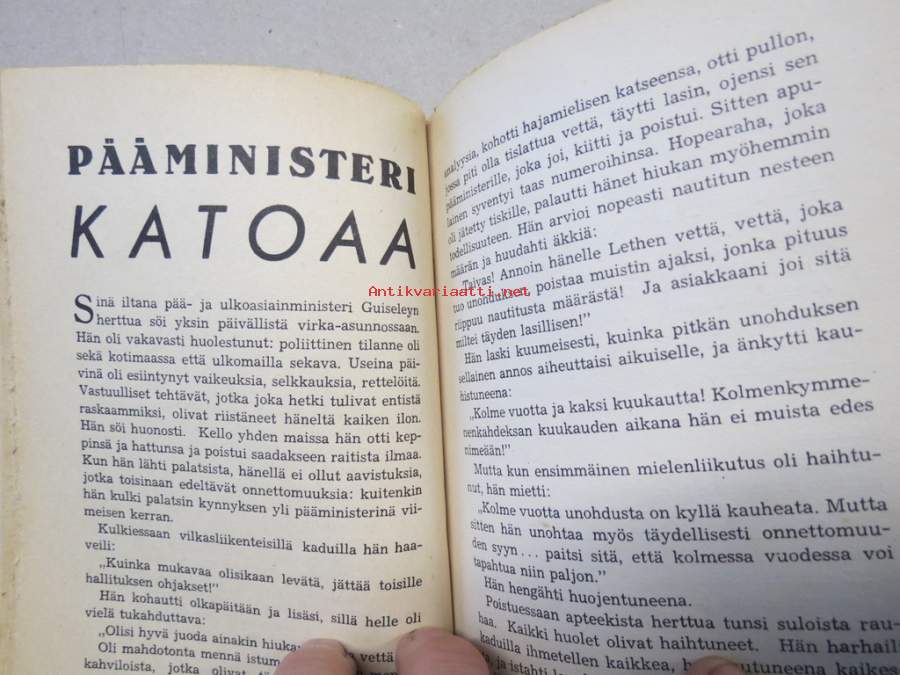 PÄÄMINISTERI
KATOAA
Sinä iltana pää- ja ulkoasiainministeri Guiseleyn
herttua söi yksin päivällistä virka-asunnossaan.
Hän oli vakavasti huolestunut: poliittinen tilanne oli
sekä kotimaassa että ulkomailla sekava. Useina päi-
vinä oli esiintynyt vaikeuksia, selkkauksia, rettelöitä.
Vastuulliset tehtävät, jotka joka hetki tulivat entistä
raskaammiksi, olivat riistäneet häneltä kaiken ilon.
Hän söi huonosti. Kello yhden maissa hän otti kep-
pinsä ja hattunsa ja poistui saadakseen raitista ilmaa.
Kun hän lähti palatsista, hänellä ei ollut aavistuksia,
jotka toisinaan edeltävät onnettomuuksia: kuitenkin
hän kulki palatsin kynnyksen yli pääministerinä vii-
meisen kerran.
Kulkiessaan vilkasliikenteisillä kaduilla hän haa-
veili:
„Kuinka mukavaa olisikaan levätä, jättää toisille
hallituksen ohjakset!"
Hän kohautti olkapäitään ja lisäsi, sillä helle oli
vielä tukahduttava:
„Olisi hyvä juoda ainakin hiukan vettä
Oli mahdotonta mennä istum
kahviloista, jotka olivat
analyysia, kohotti hajamielisen katseensa, otti pullon,
jossa piti olla tislattua vettä, täytti lasin, ojensi sen
pääministerille, joka joi, kiitti ja poistui. Sitten apu-
lainen syventyi taas numeroihinsa. Hopearaha, joka
oli jätetty tiskille, palautti hänet hiukan myöhemmin
todellisuuteen. Hän arvioi nopeasti nautitun nesteen
määrän ja huudahti äkkiä:
„Taivas! Annoin hänelle Lethen vettä, vettä, joka
tuo unohduksen, poistaa muistin ajaksi, jonka pituus
riippuu nautitusta määrästä! Ja asiakkaani joi sitä
miltei täyden lasillisen!"
Hän laski kuumeisesti, kuinka pitkän unohduksen
sellainen annos aiheuttaisi aikuiselle, ja änkytti kau-
histuneena:
„Kolme vuotta ja kaksi kuukautta! Kolmenkymme-
nenkahdeksan kuukauden aikana hän ei muista edes
nimeään!"
Mutta kun ensimmäinen mielenliikutus oli haihtu-
nut, hän mietti:
„Kolme vuotta unohdusta on kyllä kauheata. Mutta
sitten hän unohtaa myös täydellisesti onnettomuu-
den syyn... paitsi sitä, että kolmessa vuodessa voi
tapahtua niin paljon."
Hän hengähti huojentuneena.
Poistuessaan apteekista herttua tunsi suloista rau-
haa. Kaikki huolet olivat haihtuneet. Hän harhaili
kaduilla ihmetellen kaikkea,
ja istahti
Antikvariaatti.net